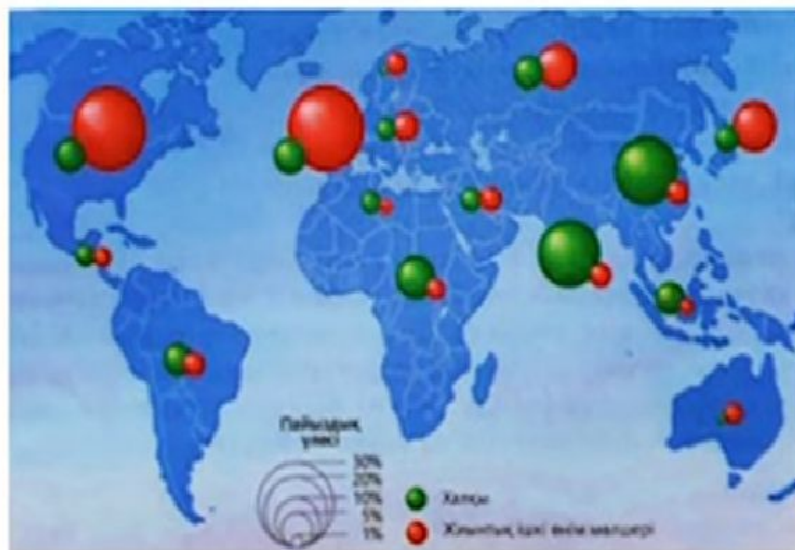 Пайыздық
үлесі
30%
20%
10%
5%
1%
Халқы
Жиынтық ішкі өнім мөлшері